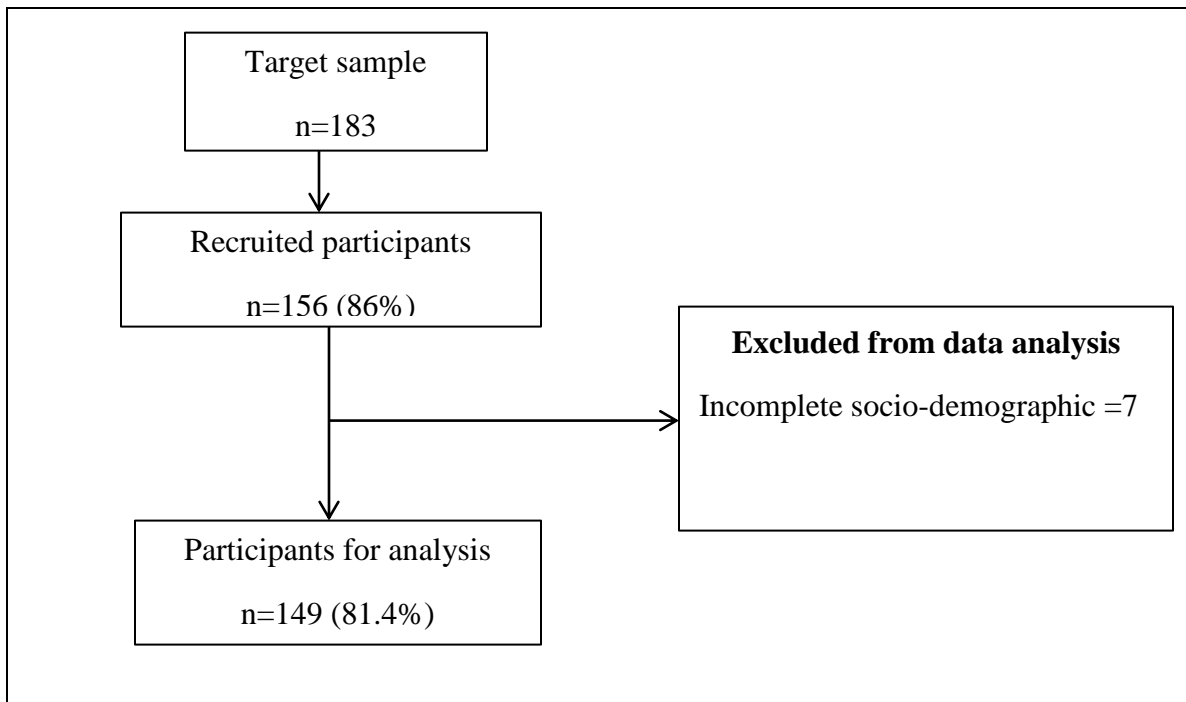 Target sample
n=183
Recruited participants
n=156 (86%)
Excluded from data analysis
Incomplete socio-demographic =7
Participants for analysis
n=149 (81.4%)